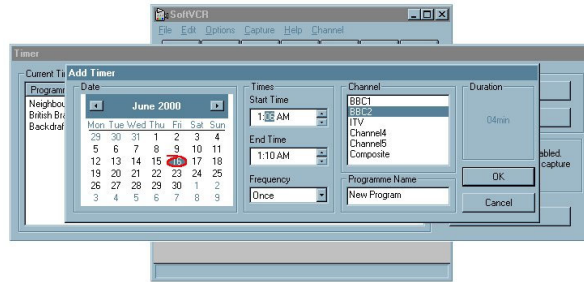 SoftVCR
File Edit Options Capture Help Channel
Timer
Current Ti
Programm
Neighbou
British Bra
Backdraf
Add Timer
Date
June 2000
Mon Tue Wed Thu Fri Sat Sun
29 30 31 1 2 3 4
5 6 7 8 9 10 11
12 13 14 15 16 17 18
19 20 21 22 23 24 25
26 27 28 29 30 1 2
3 4 5 6 7 8 9
Times
Start Time
1:06 AM
End Time
1:10 AM
Frequency
Once
Channel
BBC1
BBC2
ITV
Channel4
Channel5
Composite
Programme Name
New Program
Duration
04min
OK
Cancel
abled.
capture